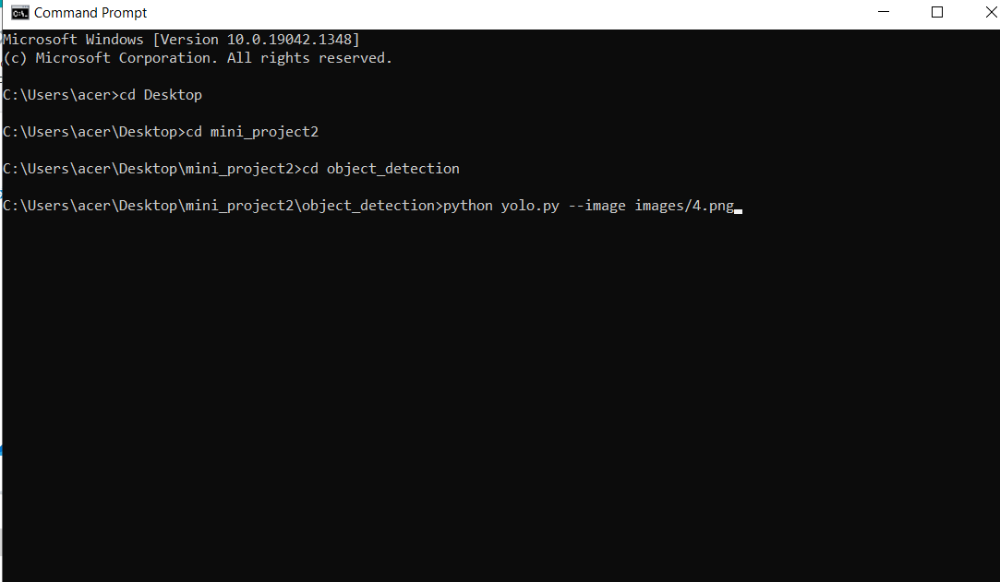 Command Prompt
Microsoft Windows [Version 10.0.19042.1348]
(c) Microsoft Corporation. All rights reserved.
C:\Users\acer>cd Desktop
C:\Users\acer\Desktop>cd mini_project2
C:\Users\acer\Desktop\mini_project2>cd object_detection
C:\Users\acer\Desktop\mini_project2\object_detection>python yolo.py --image images/4.png